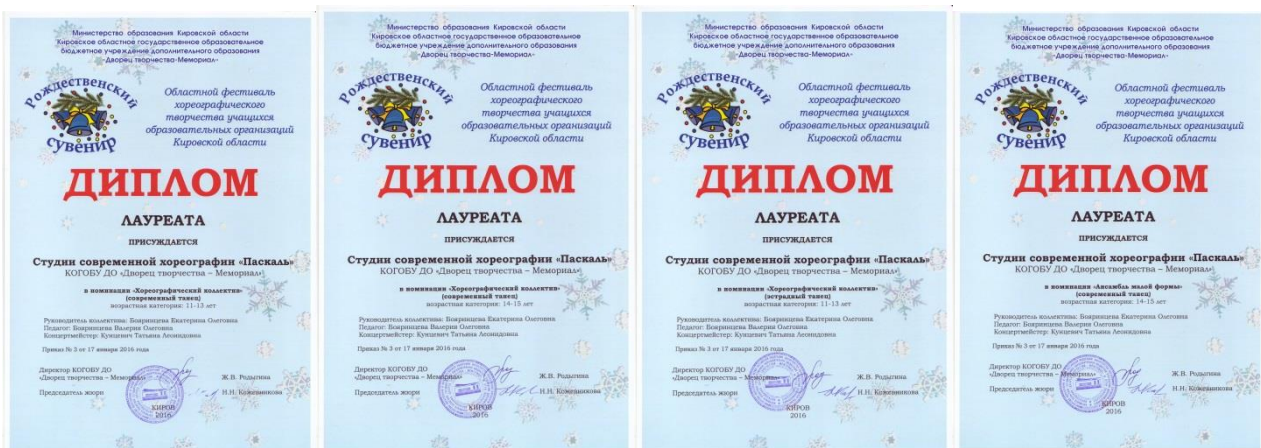 Министерство образования Кировской области
Кировское областное государственное образовательное
бюджетное учреждение дополнительного образования
«Дворец творчества-Мемориал»
Рождественский
сувенир
Областной фестиваль
хореографического
творчества учащихся
образовательных организаций
Кировской области
ДИПЛОМ
ЛАУРЕАТА
ПРИСУЖДАЕТСЯ
Студии современной хореографии «Паскаль»
КОГОБУ ДО «Дворец творчества – Мемориал»
в номинации «Хореографический коллектив»
(современный танец)
возрастная категория: 11-13 лет
Руководитель коллектива: Бояринцева Екатерина Олеговна
Педагог: Бояринцева Валерия Олеговна
Концертмейстер: Кунцевич Татьяна Леонидовна
Приказ № 3 от 17 января 2016 года
Директор КОГОБУ ДО
«Дворец творчества – Мемориал» Ж.В. Родыгина
Председатель жюри Н.Н. Кожевникова
КИРОВ
2016
Министерство образования Кировской области
Кировское областное государственное образовательное
бюджетное учреждение дополнительного образования
«Дворец творчества-Мемориал»
Рождественский
сувенир
Областной фестиваль
хореографического
творчества учащихся
образовательных организаций
Кировской области
ДИПЛОМ
ЛАУРЕАТА
ПРИСУЖДАЕТСЯ
Студии современной хореографии «Паскаль»
КОГОБУ ДО «Дворец творчества – Мемориал»
в номинации «Хореографический коллектив»
(современный танец)
возрастная категория: 14-15 лет
Руководитель коллектива: Бояринцева Екатерина Олеговна
Педагог: Бояринцева Валерия Олеговна
Концертмейстер: Кунцевич Татьяна Леонидовна
Приказ № 3 от 17 января 2016 года
Директор КОГОБУ ДО
«Дворец творчества – Мемориал» Ж.В. Родыгина
Председатель жюри Н.Н. Кожевникова
КИРОВ
2016
Министерство образования Кировской области
Кировское областное государственное образовательное
бюджетное учреждение дополнительного образования
«Дворец творчества-Мемориал»
Рождественский
сувенир
Областной фестиваль
хореографического
творчества учащихся
образовательных организаций
Кировской области
ДИПЛОМ
ЛАУРЕАТА
ПРИСУЖДАЕТСЯ
Студии современной хореографии «Паскаль»
КОГОБУ ДО «Дворец творчества – Мемориал»
в номинации «Хореографический коллектив»
(эстрадный танец)
возрастная категория: 11-13 лет
Руководитель коллектива: Бояринцева Екатерина Олеговна
Педагог: Бояринцева Валерия Олеговна
Концертмейстер: Кунцевич Татьяна Леонидовна
Приказ № 3 от 17 января 2016 года
Директор КОГОБУ ДО
«Дворец творчества – Мемориал» Ж.В. Родыгина
Председатель жюри Н.Н. Кожевникова
КИРОВ
2016
Министерство образования Кировской области
Кировское областное государственное образовательное
бюджетное учреждение дополнительного образования
«Дворец творчества-Мемориал»
Рождественский
сувенир
Областной фестиваль
хореографического
творчества учащихся
образовательных организаций
Кировской области
ДИПЛОМ
ЛАУРЕАТА
ПРИСУЖДАЕТСЯ
Студии современной хореографии «Паскаль»
КОГОБУ ДО «Дворец творчества – Мемориал»
в номинации «Ансамбль малой формы»
(современный танец)
возрастная категория: 14-15 лет
Руководитель коллектива: Бояринцева Екатерина Олеговна
Педагог: Бояринцева Валерия Олеговна
Концертмейстер: Кунцевич Татьяна Леонидовна
Приказ № 3 от 17 января 2016 года
Директор КОГОБУ ДО
«Дворец творчества – Мемориал» Ж.В. Родыгина
Председатель жюри Н.Н. Кожевникова
КИРОВ
2016